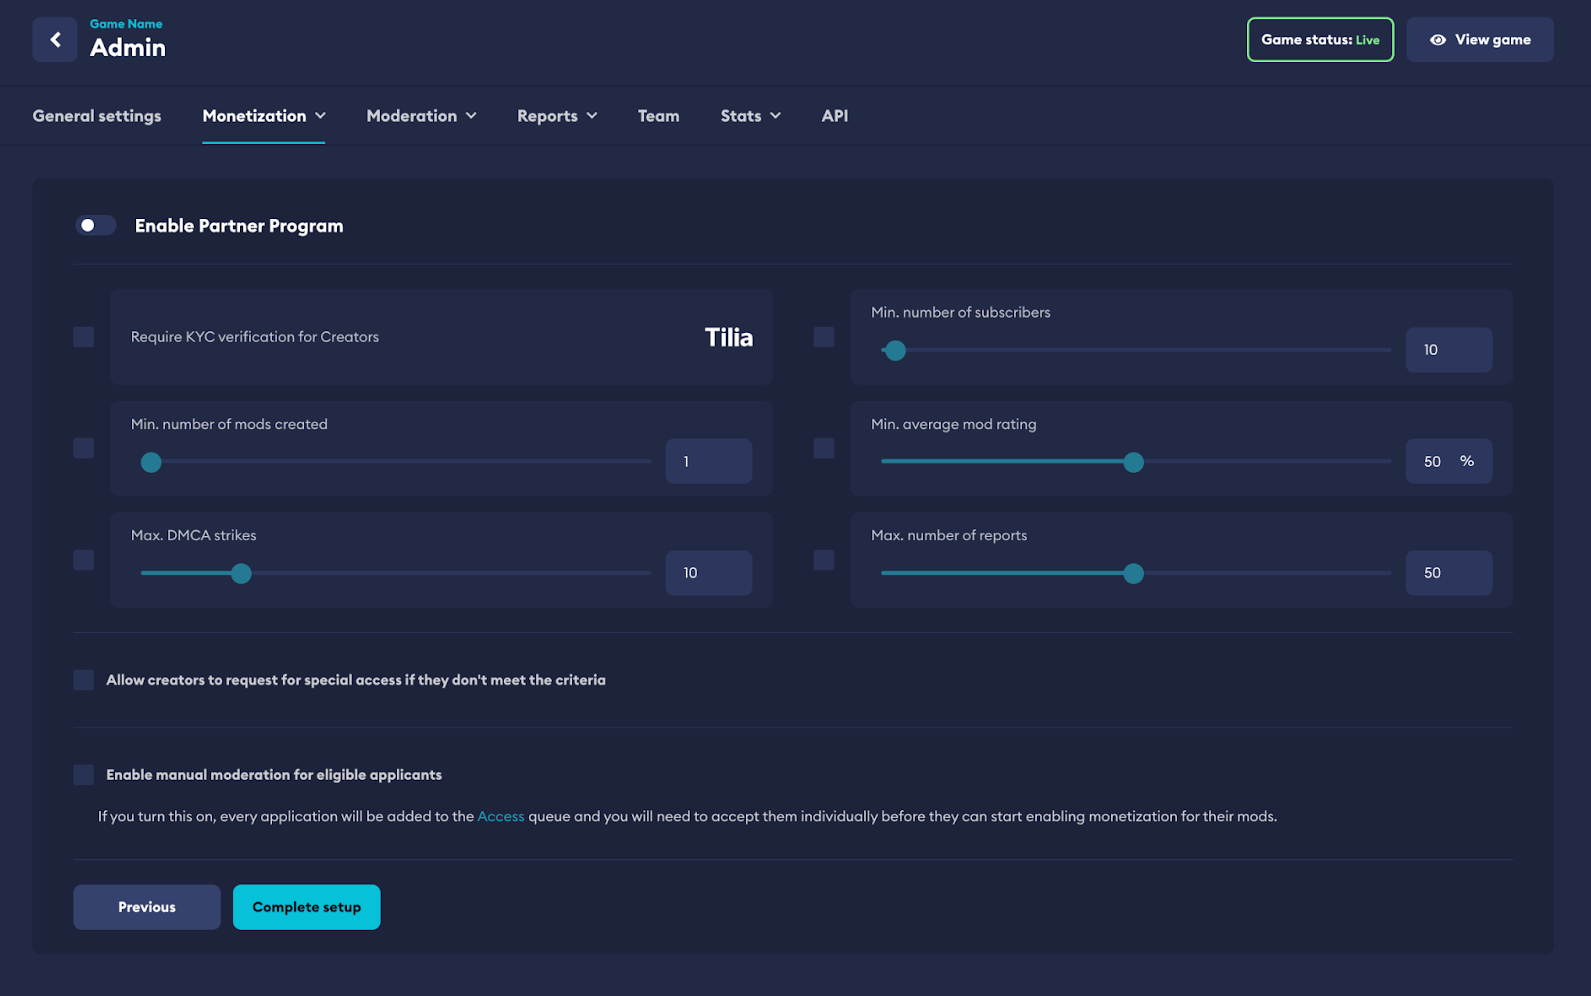 Game Name
Admin
Game status: Live
View game
General settings
Monetization
Moderation
Reports
Team
Stats
API
Enable Partner Program
Require KYC verification for Creators
Tilia
Min. number of subscribers
10
Min. number of mods created
1
Min. average mod rating
50 %
Max. DMCA strikes
10
Max. number of reports
50
Allow creators to request for special access if they don't meet the criteria
Enable manual moderation for eligible applicants
If you turn this on, every application will be added to the Access queue and you will need to accept them individually before they can start enabling monetization for their mods.
Previous
Complete setup